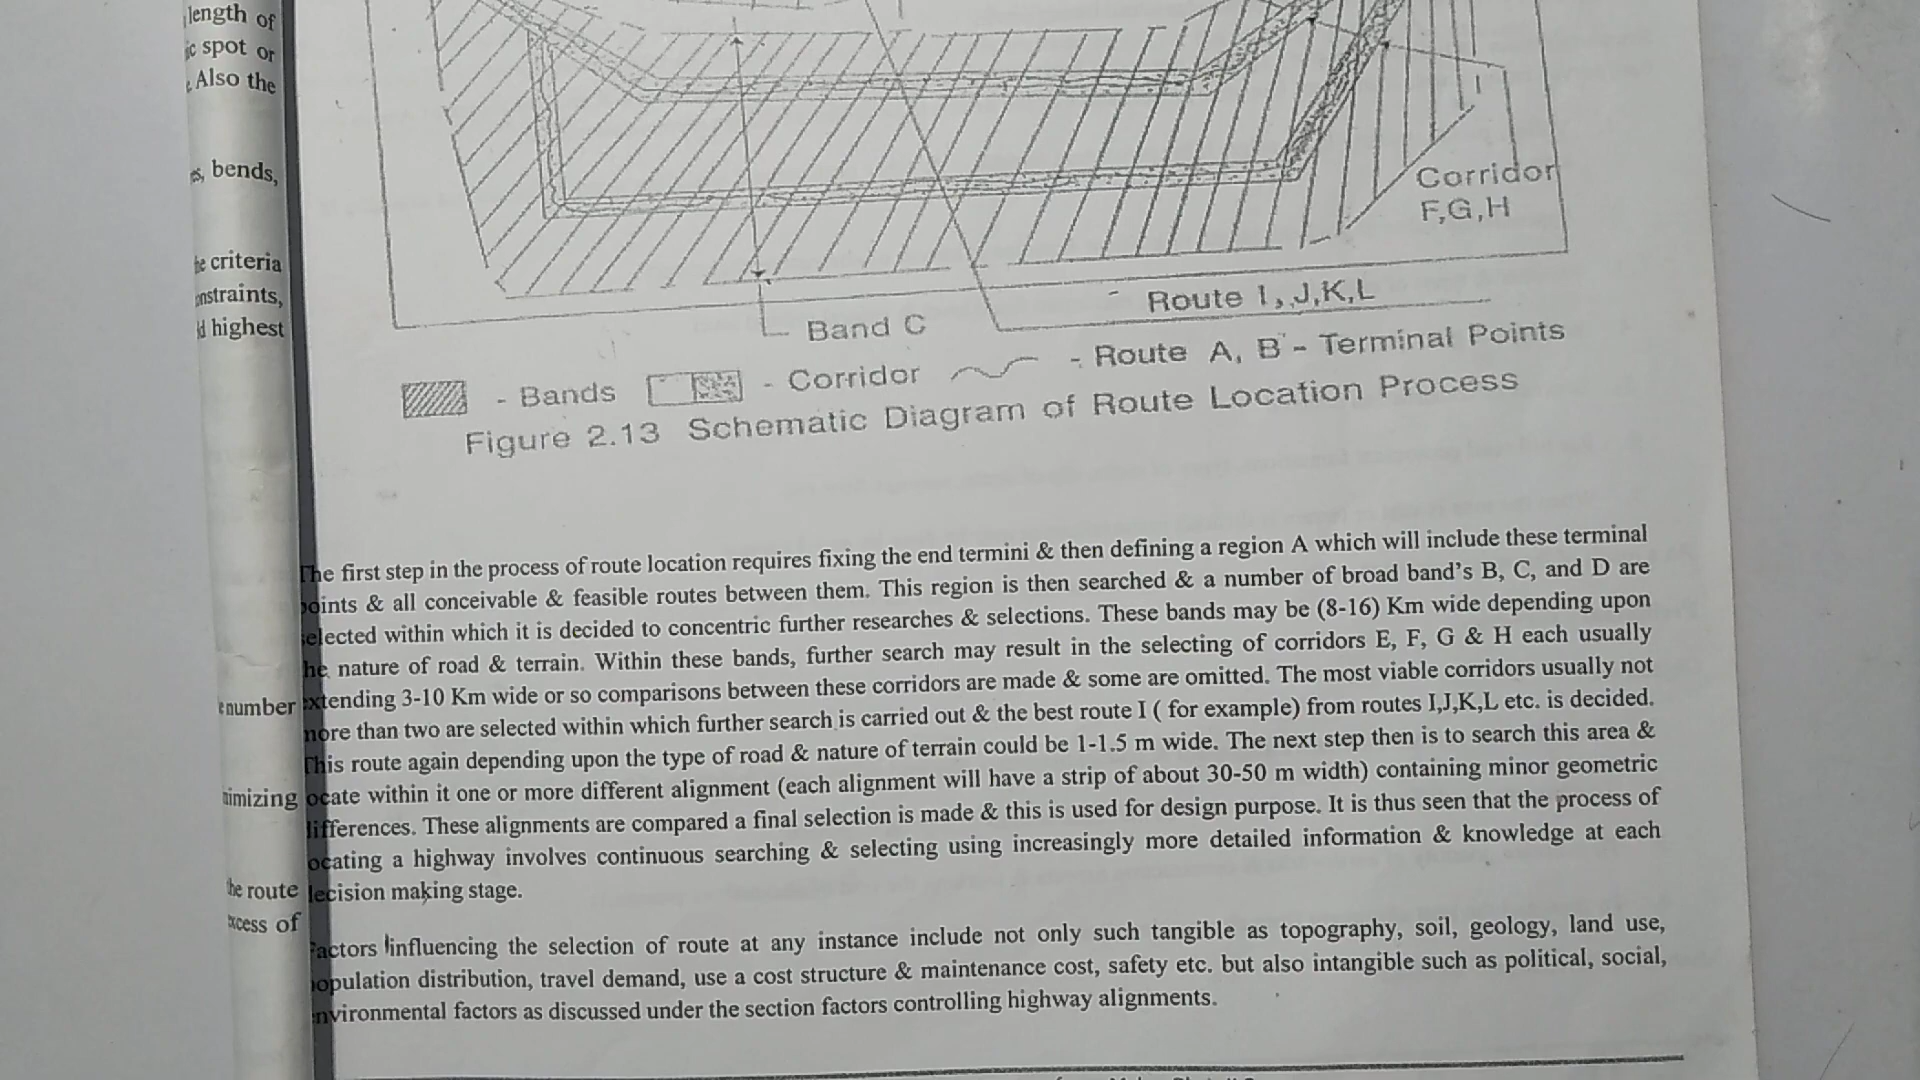 length of
spot or
Also the
bends,
criteria
highest
number
the route
of
Corridor
F,G,H
Route I, J,K,L
Band C
- Bands - Corridor - Route A, B - Terminal Points
Figure 2.13 Schematic Diagram of Route Location Process
The first step in the process of route location requires fixing the end termini & then defining a region A which will include these terminal
points & all conceivable & feasible routes between them. This region is then searched & a number of broad band's B, C, and D are
selected within which it is decided to concentric further researches & selections. These bands may be (8-16) Km wide depending upon
he nature of road & terrain. Within these bands, further search may result in the selecting of corridors E, F, G & H each usually
extending 3-10 Km wide or so comparisons between these corridors are made & some are omitted. The most viable corridors usually not
more than two are selected within which further search is carried out & the best route I ( for example) from routes I,J,K,L etc. is decided.
This route again depending upon the type of road & nature of terrain could be 1-1.5 m wide. The next step then is to search this area &
ocate within it one or more different alignment (each alignment will have a strip of about 30-50 m width) containing minor geometric
differences. These alignments are compared a final selection is made & this is used for design purpose. It is thus seen that the process of
ocating a highway involves continuous searching & selecting using increasingly more detailed information & knowledge at each
decision making stage.
Factors influencing the selection of route at any instance include not only such tangible as topography, soil, geology, land use,
population distribution, travel demand, use a cost structure & maintenance cost, safety etc. but also intangible such as political, social,
environmental factors as discussed under the section factors controlling highway alignments.